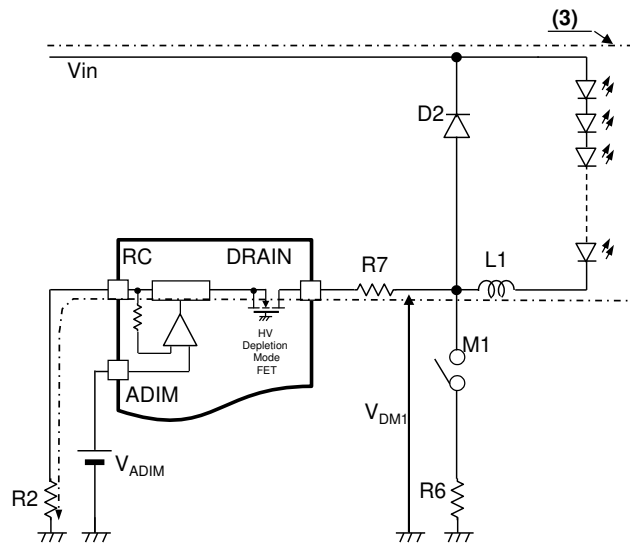 (3)
Vin
D2
RC
DRAIN
R7
L1
HV
Depletion
Mode
FET
M1
ADIM
V_DM1
V_ADIM
R2
R6